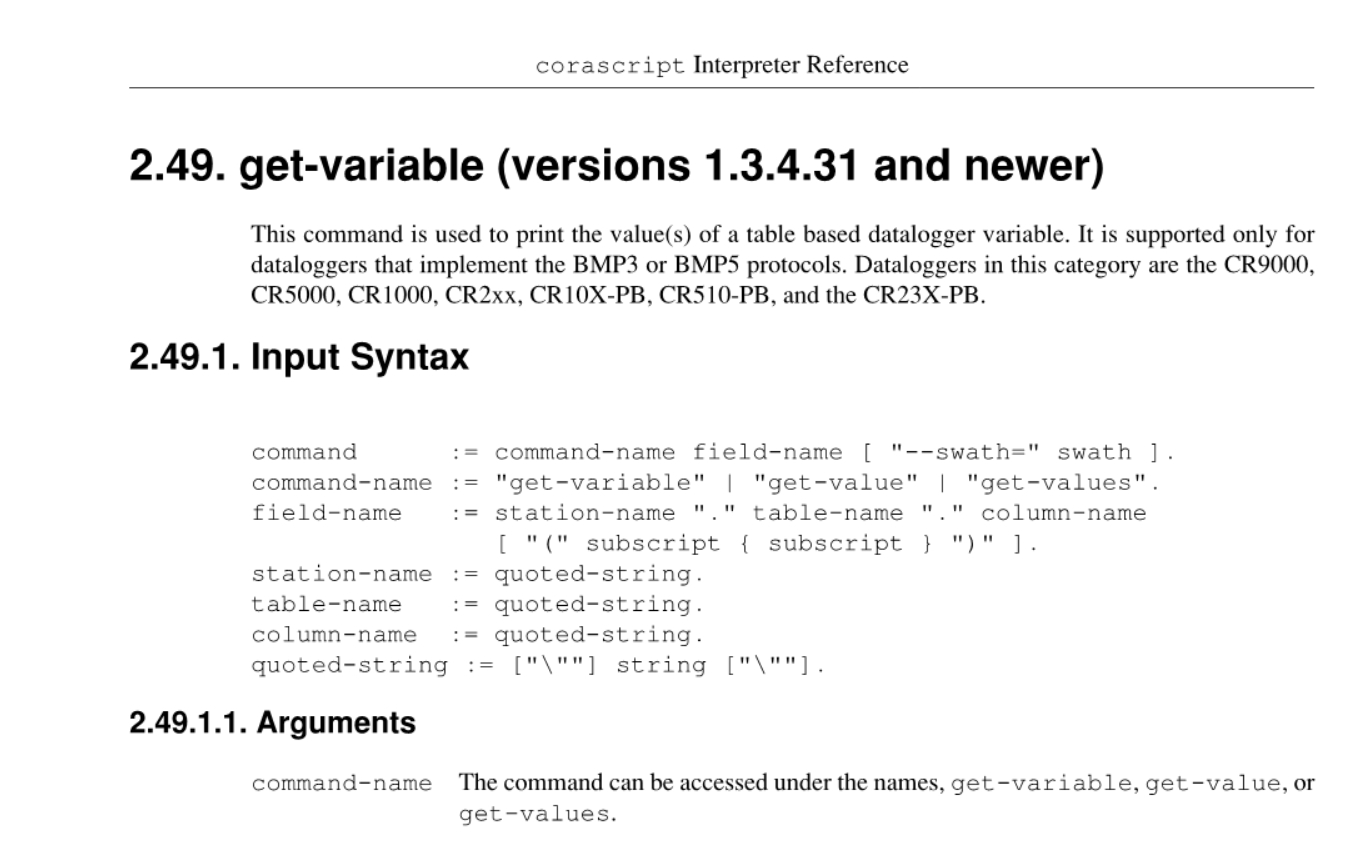 corascript Interpreter Reference
2.49. get-variable (versions 1.3.4.31 and newer)
This command is used to print the value(s) of a table based datalogger variable. It is supported only for
dataloggers that implement the BMP3 or BMP5 protocols. Dataloggers in this category are the CR9000,
CR5000, CR1000, CR2xx, CR10X-PB, CR510-PB, and the CR23X-PB.
2.49.1. Input Syntax
command := command-name field-name [ "--swath=" swath ].
command-name := "get-variable" | "get-value" | "get-values".
field-name := station-name "." table-name "." column-name
[ "(" subscript { subscript } ")" ].
station-name := quoted-string.
table-name := quoted-string.
column-name := quoted-string.
quoted-string := ["\""] string ["\""].
2.49.1.1. Arguments
command-name The command can be accessed under the names, get-variable, get-value, or
get-values.